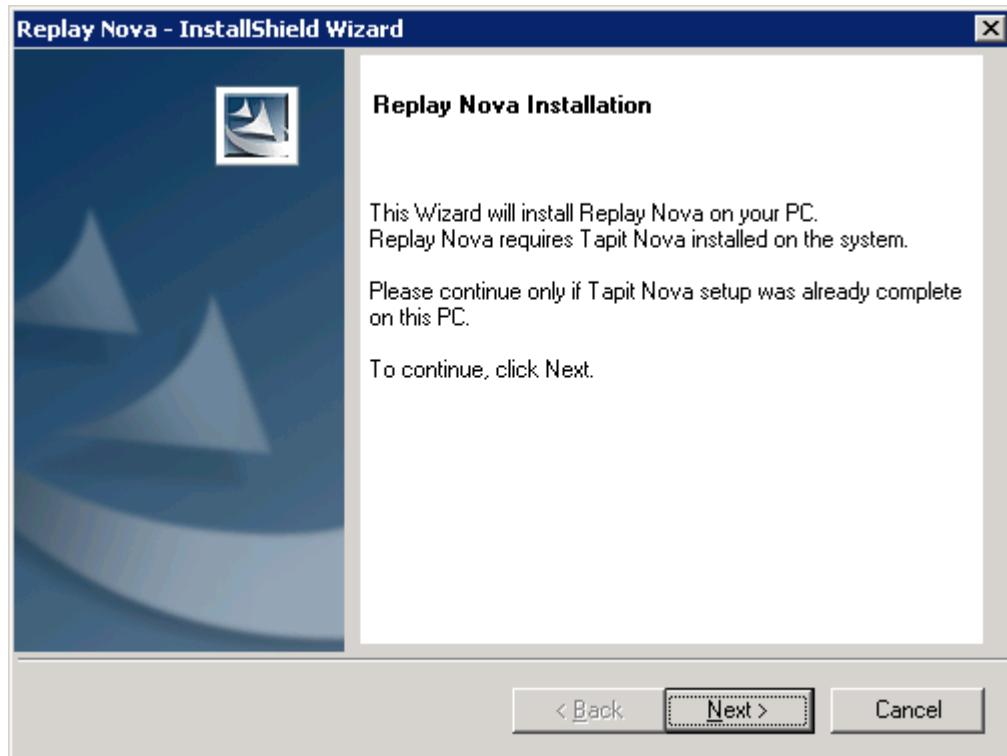 Replay Nova - InstallShield Wizard
Replay Nova Installation
This Wizard will install Replay Nova on your PC.
Replay Nova requires Tapit Nova installed on the system.
Please continue only if Tapit Nova setup was already complete
on this PC.
To continue, click Next.
< Back
Next >
Cancel